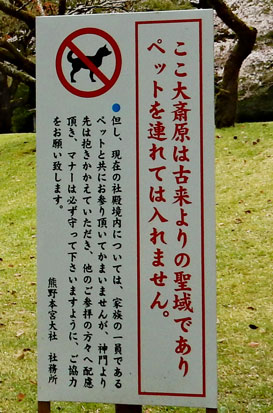 ここ大斎原は古来よりの聖域であり
ペットを連れては入れません。
●但し、現在の社殿境内については、家族の一員である
ペットと共にお参り頂いてかまいませんが、神門より
先は抱きかかえていただき、他のご参拝の方々へ配慮
頂き、マナーは必ず守って下さいますように、ご協力
をお願い致します。
熊野本宮大社 社務所